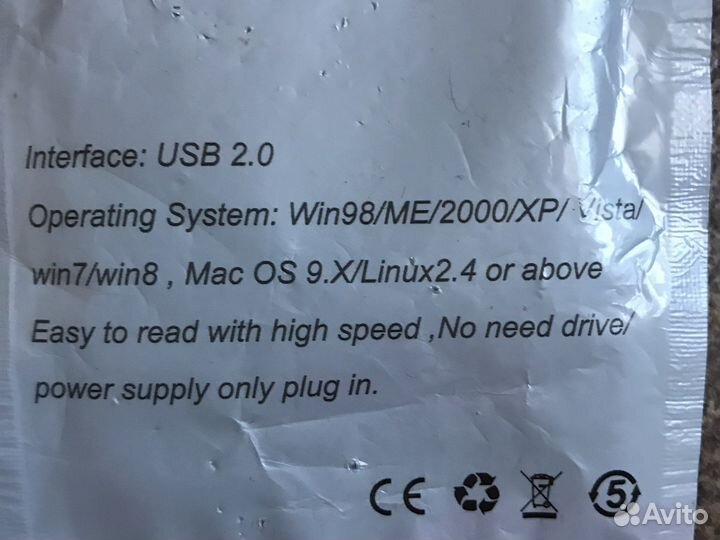 Interface: USB 2.0
Operating System: Win98/ME/2000/XP/ Vista/
win7/win8 , Mac OS 9.X/Linux2.4 or above
Easy to read with high speed ,No need drive/
power supply only plug in.
CE 5
Avito